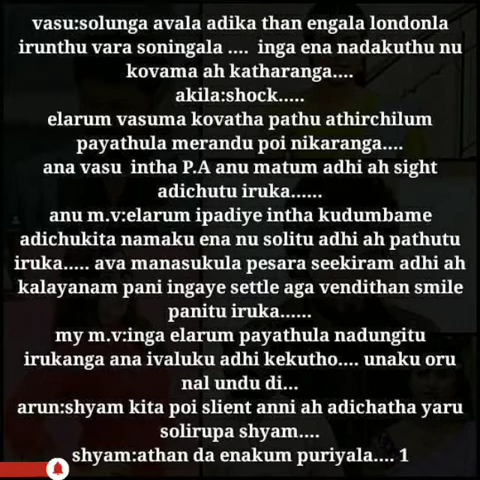 vasu:solunga avala adika than engala londonla
irunthu vara soningala .... inga ena nadakuthu nu
kovama ah katharanga....
akila:shock.....
elarum vasuma kovatha pathu athirchilum
payathula merandu poi nikaranga....
ana vasu intha P.A anu matum adhi ah sight
adichutu iruka......
anu m.v:elarum ipadiye intha kudumbame
adichukita namaku ena nu solitu adhi ah pathutu
iruka..... ava manasukula pesara seekiram adhi ah
kalayanam pani ingaye settle aga vendithan smile
panitu iruka......
my m.v:inga elarum payathula nadungitu
irukanga ana ivaluku adhi kekutho.... unaku oru
nal undu di...
arun:shyam kita poi slient anni ah adichatha yaru
solirupa shyam....
shyam:athan da enakum puriyala.... 1